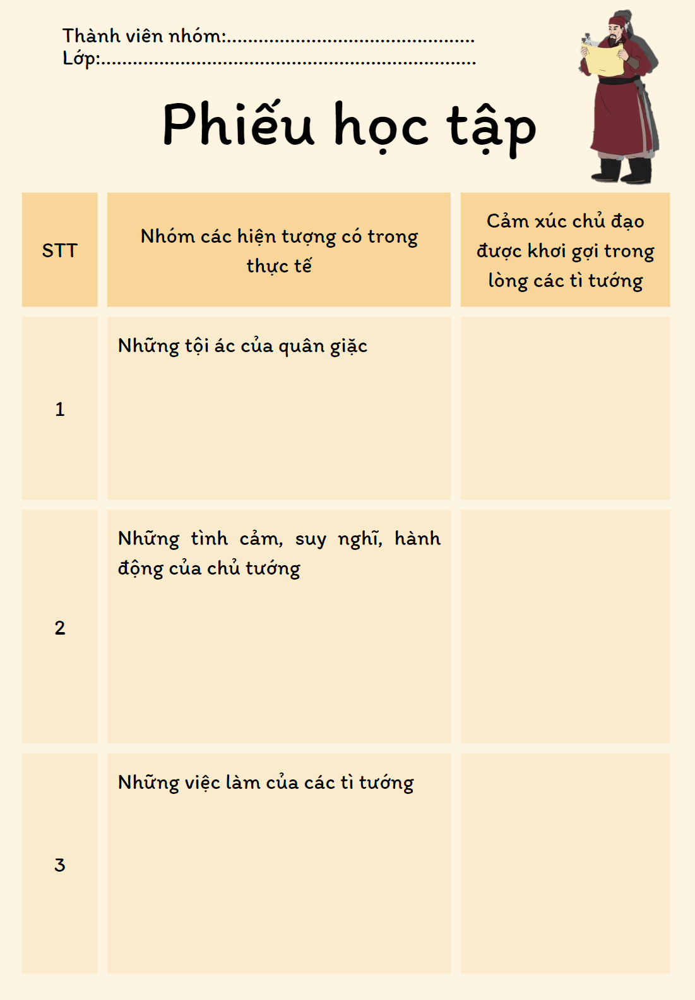 Thành viên nhóm:...............................................
Lớp:.......................................................................
Phiếu học tập
STT
Nhóm các hiện tượng có trong
thực tế
Cảm xúc chủ đạo
được khơi gợi trong
lòng các tì tướng
1
Những tội ác của quân giặc
2
Những tình cảm, suy nghĩ, hành
động của chủ tướng
3
Những việc làm của các tì tướng